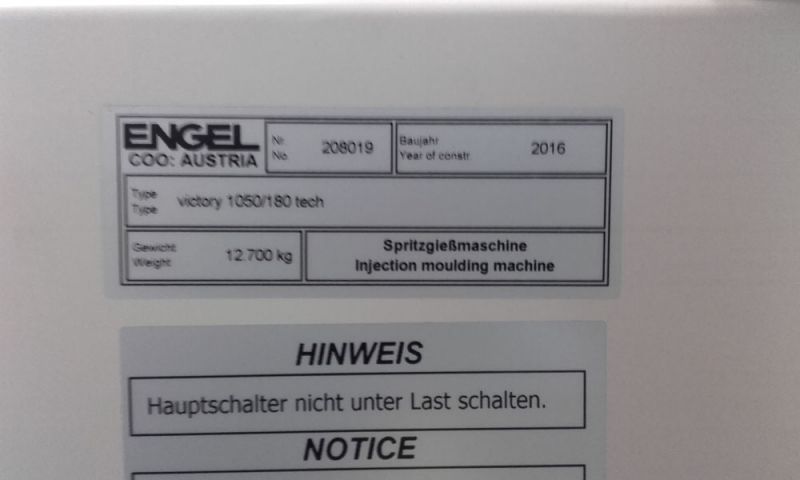 ENGEL
COO: AUSTRIA
Nr.
No.
208019
Baujahr
Year of constr.
2016
Type
Type
victory 1050/180 tech
Gewicht
Weight
12.700 kg
Spritzgießmaschine
Injection moulding machine
HINWEIS
Hauptschalter nicht unter Last schalten.
NOTICE